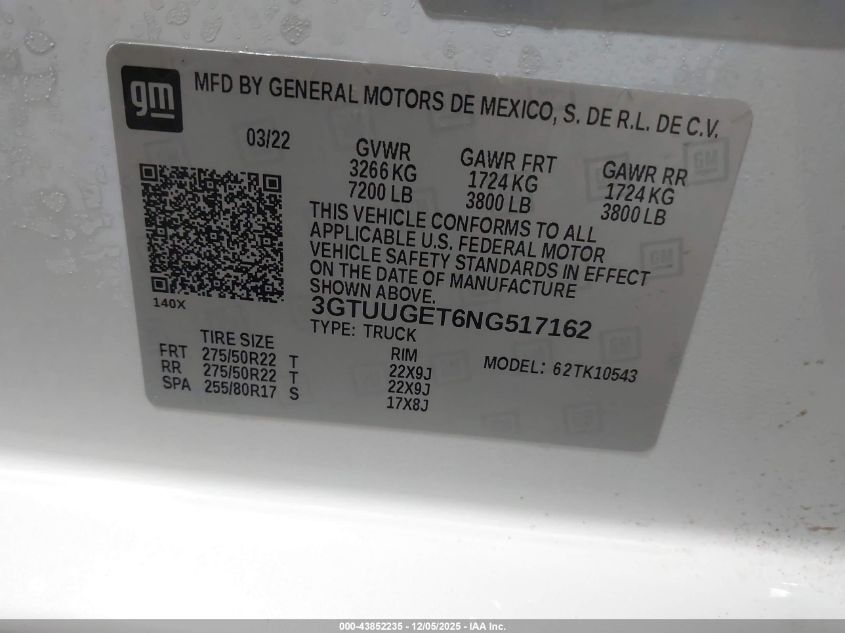 gm
MFD BY GENERAL MOTORS DE MEXICO, S. DE R.L. DE C.V.
03/22
GVWR
3266 KG
7200 LB
GAWR FRT
1724 KG
3800 LB
GAWR RR
1724 KG
3800 LB
THIS VEHICLE CONFORMS TO ALL
APPLICABLE U.S. FEDERAL MOTOR
VEHICLE SAFETY STANDARDS IN EFFECT
ON THE DATE OF MANUFACTURE
SHOWN ABOVE.
140X
3GTUUGET6NG517162
TYPE: TRUCK
MODEL: 62TK10543
TIRE SIZE RIM
FRT 275/50R22 T 22X9J
RR 275/50R22 T 22X9J
SPA 255/80R17 S 17X8J
000-43852235 - 12/05/2025 - IAA Inc.